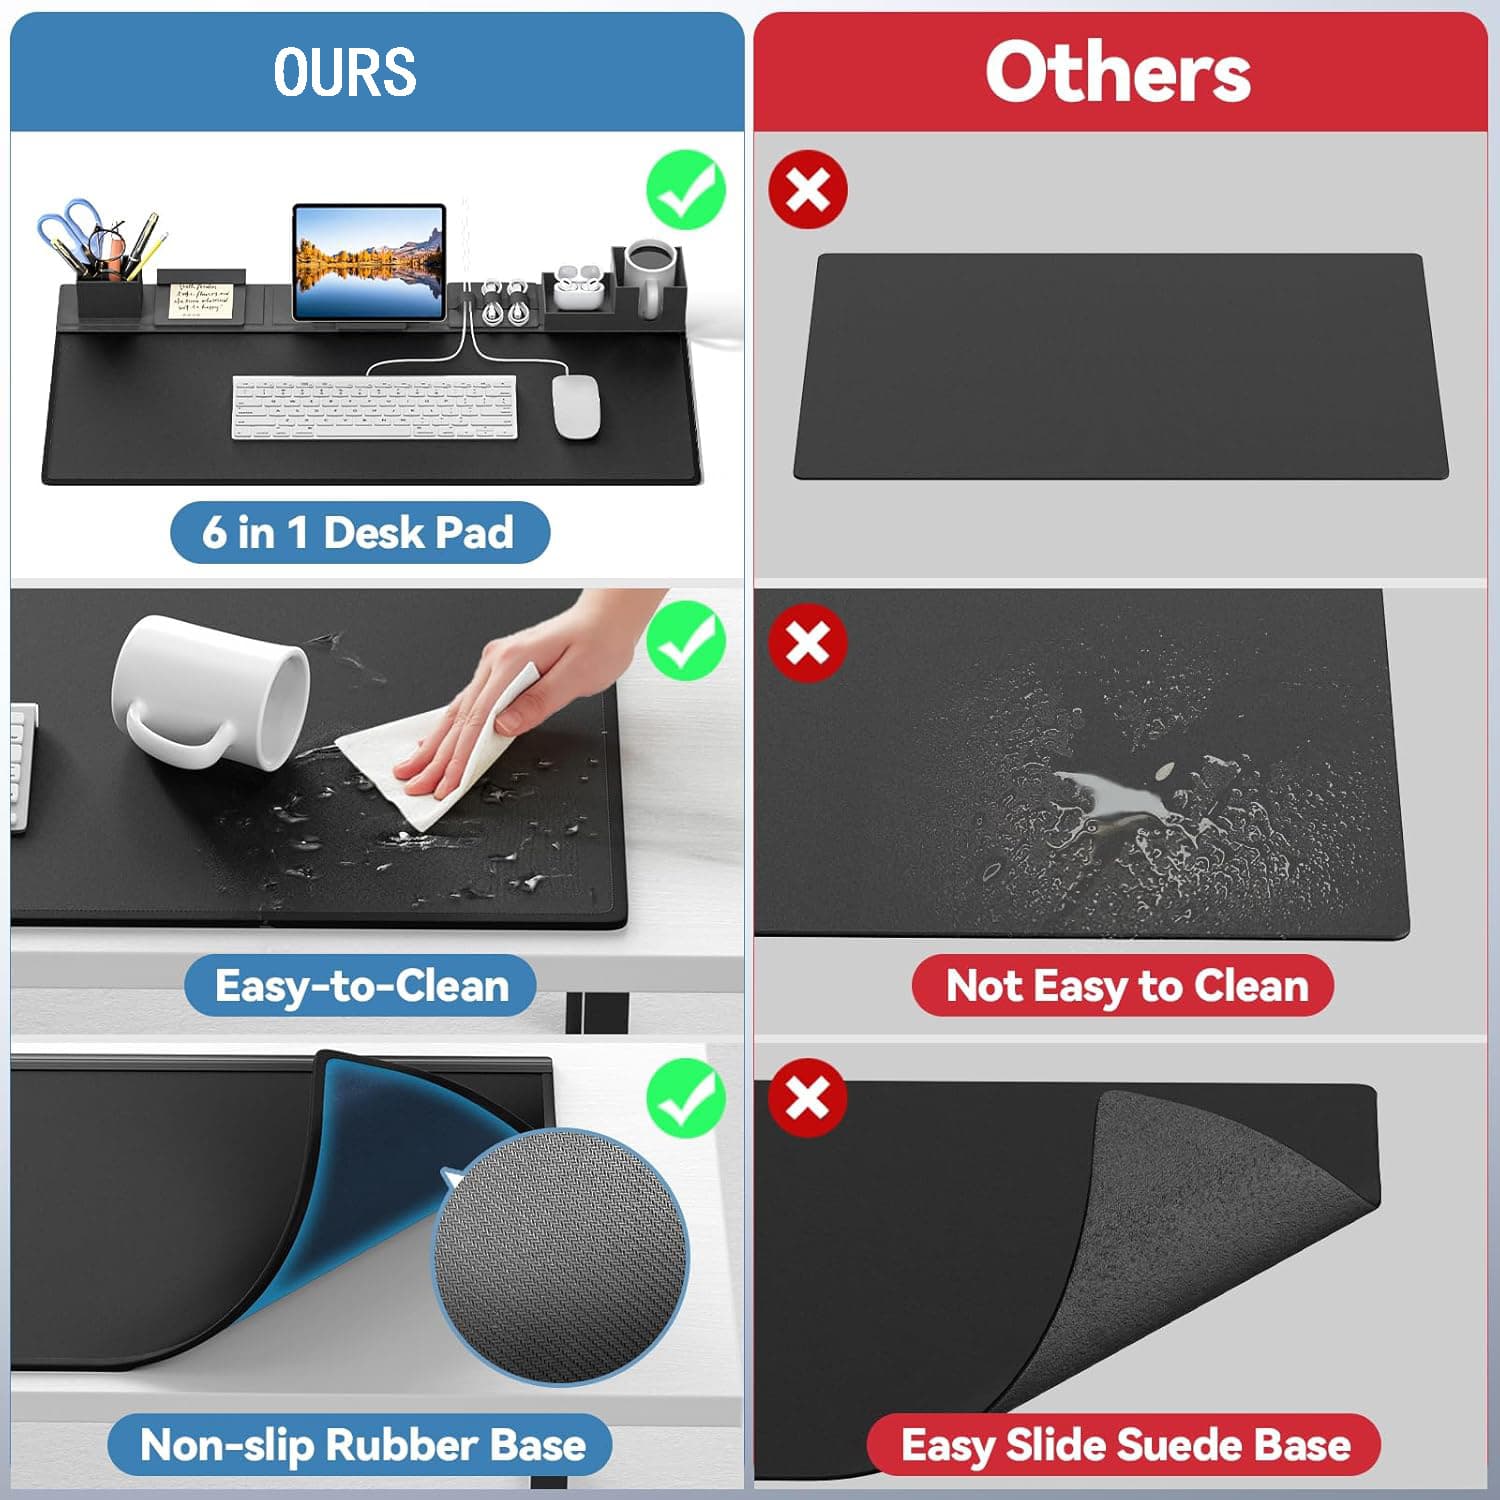 OURS
Others
6 in 1 Desk Pad
Easy-to-Clean
Not Easy to Clean
Non-slip Rubber Base
Easy Slide Suede Base